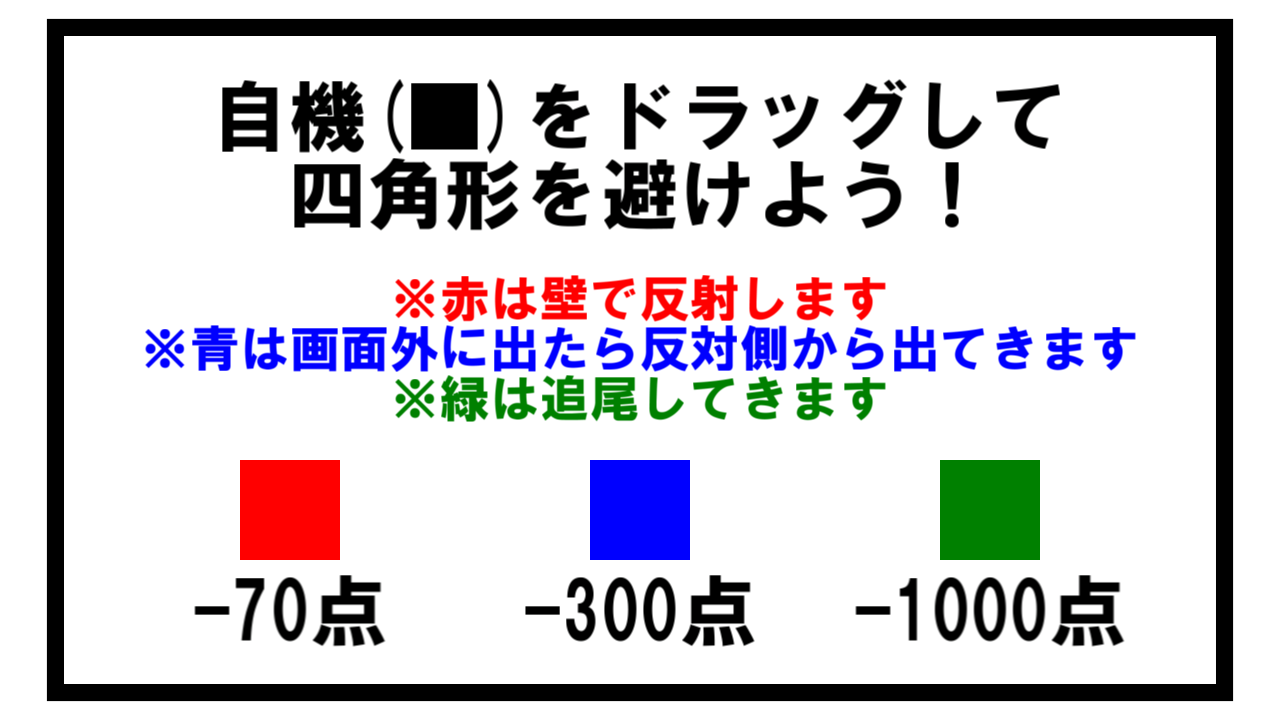 自機(■)をドラッグして
四角形を避けよう！
※赤は壁で反射します
※青は画面外に出たら反対側から出てきます
※緑は追尾してきます
-70点
-300点
-1000点